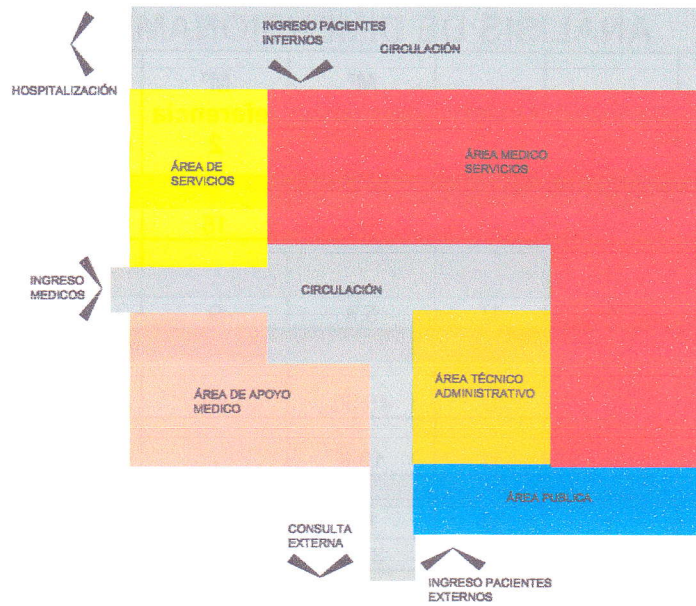 INGRESO PACIENTES
INTERNOS
CIRCULACIÓN
HOSPITALIZACIÓN
ÁREA DE
SERVICIOS
ÁREA MEDICO
SERVICIOS
INGRESO
MEDICOS
CIRCULACIÓN
ÁREA DE APOYO
MEDICO
ÁREA TÉCNICO
ADMINISTRATIVO
ÁREA PUBLICA
CONSULTA
EXTERNA
INGRESO PACIENTES
EXTERNOS